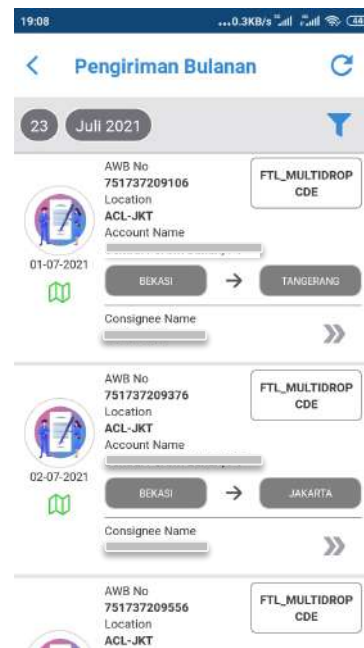 19:08
...0.3KB/s
44
Pengiriman Bulanan
23
Juli 2021
AWB No
751737209106
Location
ACL-JKT
Account Name
FTL_MULTIDROP
CDE
01-07-2021
BEKASI → TANGERANG
Consignee Name
AWB No
751737209376
Location
ACL-JKT
Account Name
FTL_MULTIDROP
CDE
02-07-2021
BEKASI → JAKARTA
Consignee Name
AWB No
751737209556
Location
ACL-JKT
FTL_MULTIDROP
CDE